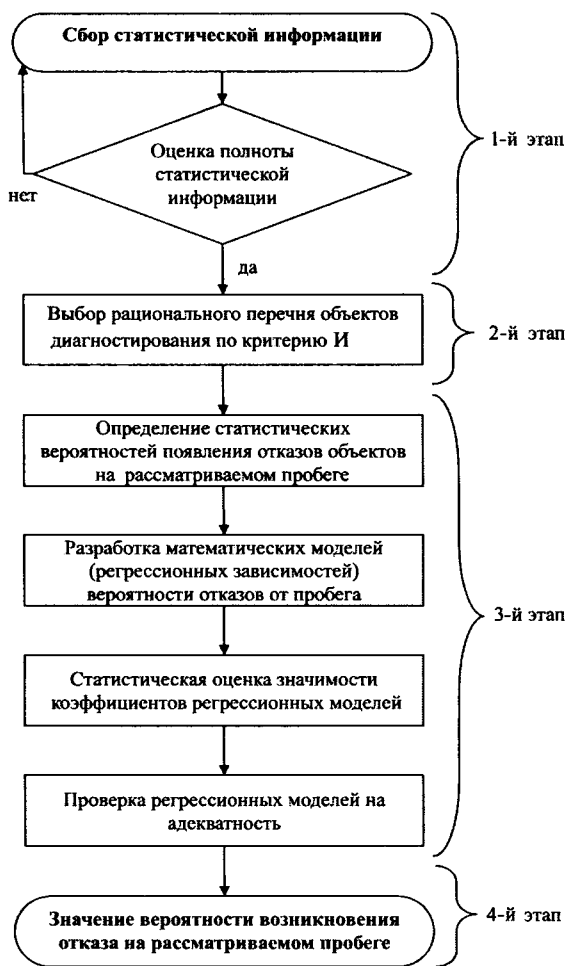 Сбор статистической информации
Оценка полноты
статистической
информации
1-й этап
нет
да
Выбор рационального перечня объектов
диагностирования по критерию И
2-й этап
Определение статистических
вероятностей появления отказов объектов
на рассматриваемом пробеге
Разработка математических моделей
(регрессионных зависимостей)
вероятности отказов от пробега
3-й этап
Статистическая оценка значимости
коэффициентов регрессионных моделей
Проверка регрессионных моделей на
адекватность
Значение вероятности возникновения
отказа на рассматриваемом пробеге
4-й этап